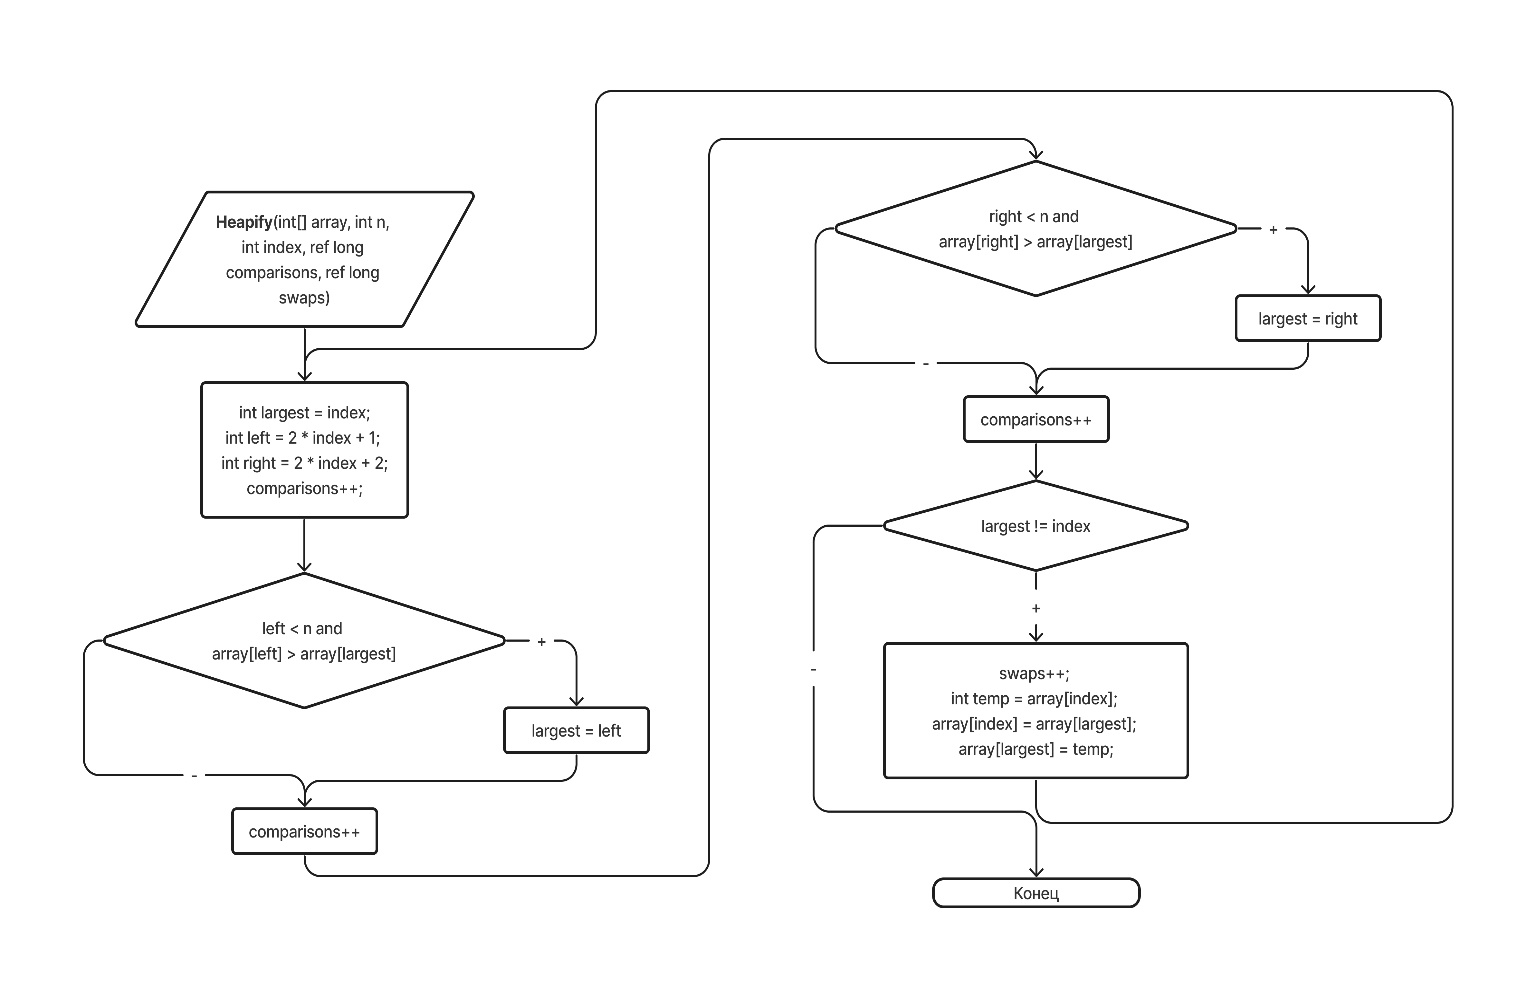 Heapify(int[] array, int n,
int index, ref long
comparisons, ref long
swaps)
int largest = index;
int left = 2 * index + 1;
int right = 2 * index + 2;
comparisons++;
left < n and
array[left] > array[largest]
+
largest = left
-
comparisons++
right < n and
array[right] > array[largest]
+
largest = right
-
comparisons++
largest != index
+
-
swaps++;
int temp = array[index];
array[index] = array[largest];
array[largest] = temp;
Конец